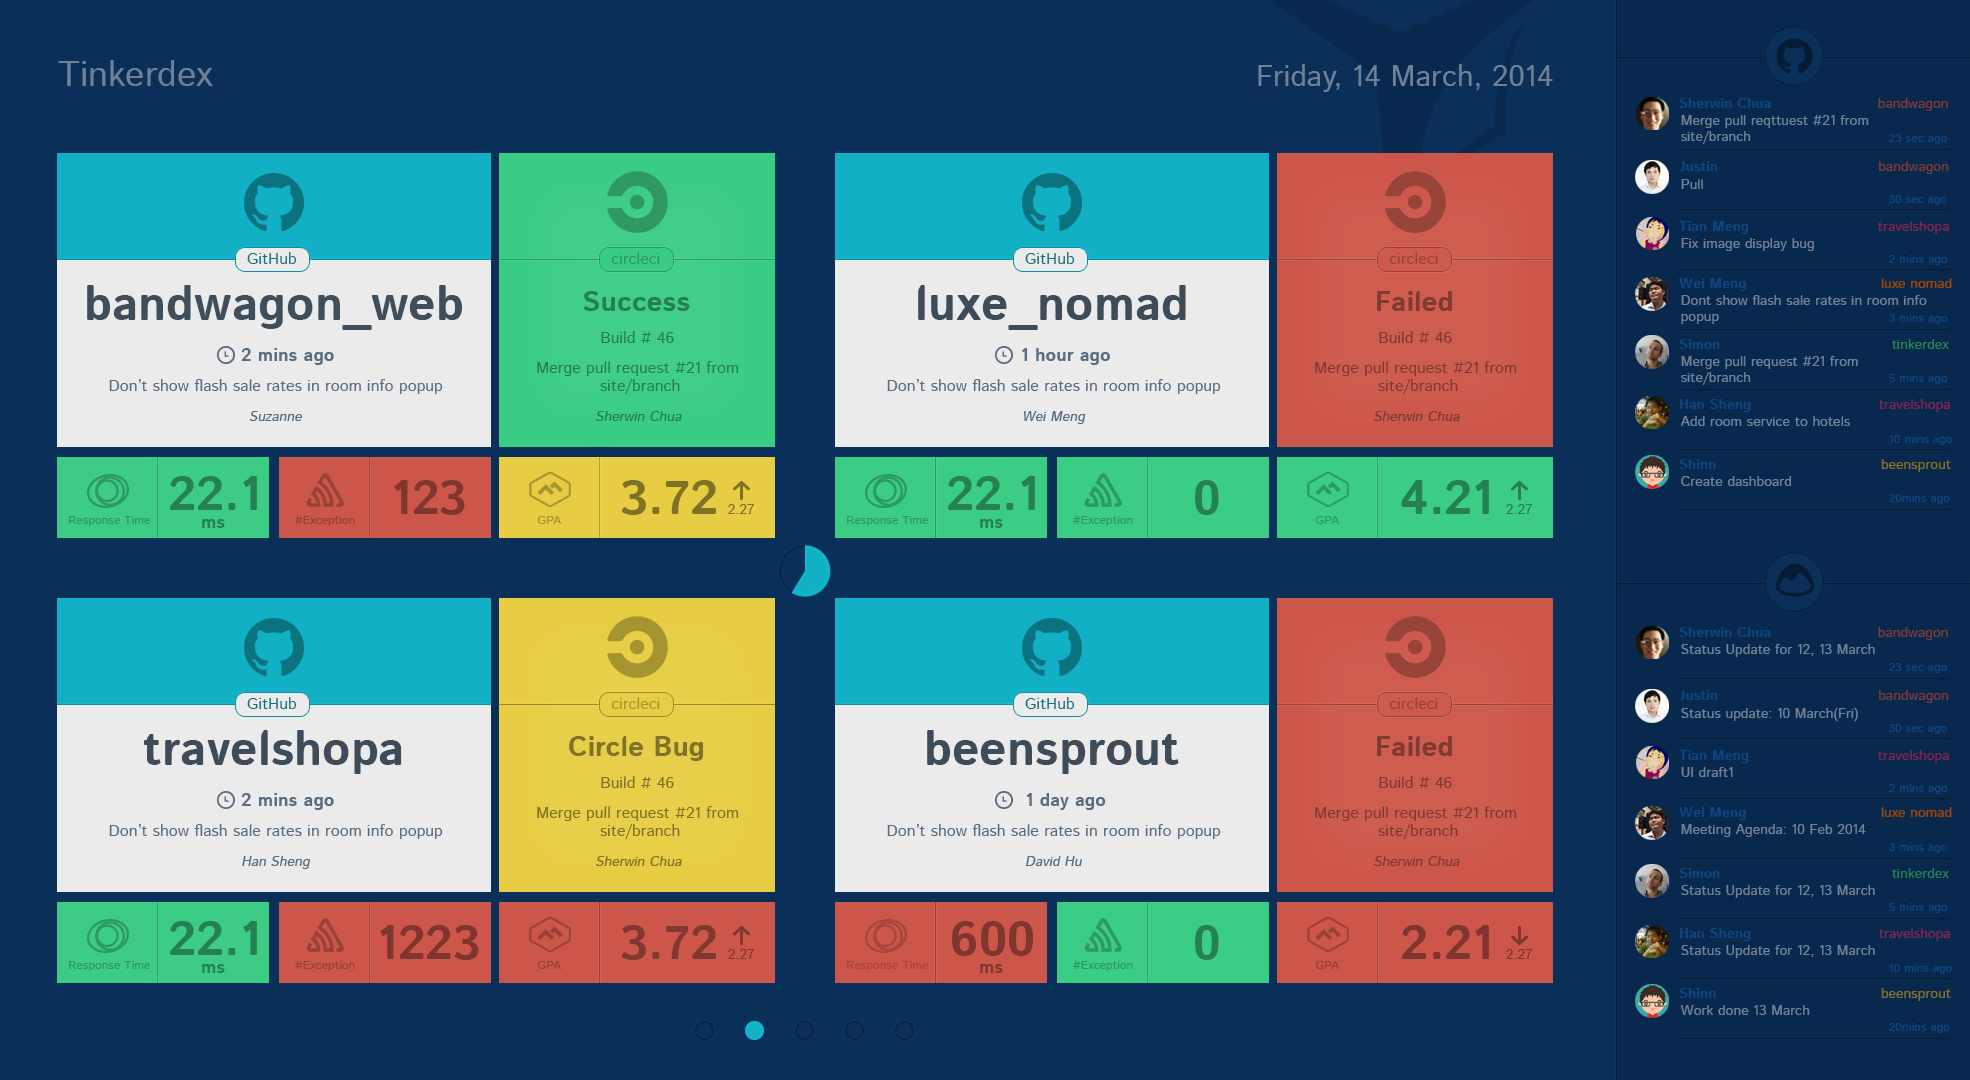 Tinkerdex
Friday, 14 March, 2014
GitHub
bandwagon_web
2 mins ago
Don't show flash sale rates in room info popup
Suzanne
circleci
Success
Build # 46
Merge pull request #21 from
site/branch
Sherwin Chua
Response Time
22.1
ms
#Exception
123
GPA
3.72
2.27
GitHub
luxe_nomad
1 hour ago
Don't show flash sale rates in room info popup
Wei Meng
circleci
Failed
Build # 46
Merge pull request #21 from
site/branch
Sherwin Chua
Response Time
22.1
ms
#Exception
0
GPA
4.21
2.27
GitHub
travelshopa
2 mins ago
Don't show flash sale rates in room info popup
Han Sheng
circleci
Circle Bug
Build # 46
Merge pull request #21 from
site/branch
Sherwin Chua
Response Time
22.1
ms
#Exception
1223
GPA
3.72
2.27
GitHub
beensprout
1 day ago
Don't show flash sale rates in room info popup
David Hu
circleci
Failed
Build # 46
Merge pull request #21 from
site/branch
Sherwin Chua
Response Time
600
ms
#Exception
0
GPA
2.21
2.27
Sherwin Chua bandwagon
Merge pull reqttuest #21 from
site/branch 23 sec ago
Justin bandwagon
Pull
30 sec ago
Tian Meng travelshopa
Fix image display bug
2 mins ago
Wei Meng luxe nomad
Dont show flash sale rates in room info
popup 3 mins ago
Simon tinkerdex
Merge pull request #21 from
site/branch 5 mins ago
Han Sheng travelshopa
Add room service to hotels
10 mins ago
Shinn beensprout
Create dashboard
20mins ago
Sherwin Chua bandwagon
Status Update for 12, 13 March
23 sec ago
Justin bandwagon
Status update: 10 March(Fri)
30 sec ago
Tian Meng travelshopa
UI draft1
2 mins ago
Wei Meng luxe nomad
Meeting Agenda: 10 Feb 2014
3 mins ago
Simon tinkerdex
Status Update for 12, 13 March
5 mins ago
Han Sheng travelshopa
Status Update for 12, 13 March
10 mins ago
Shinn beensprout
Work done 13 March
20mins ago